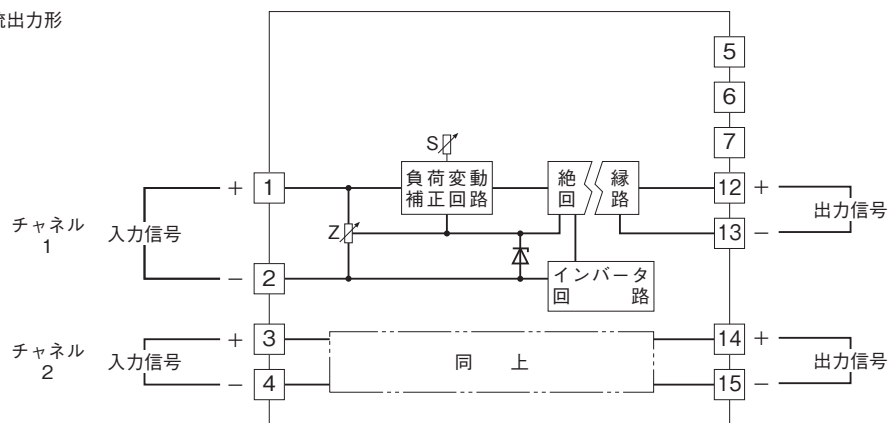 流出力形
5
6
7
S
チャネル
1
入力信号
+ 1
負荷変動
補正回路
絶 縁
回 路
12 +
出力信号
Z
13 −
− 2
インバータ
回 路
チャネル
2
入力信号
+ 3
− 4
同 上
14 +
15 −
出力信号